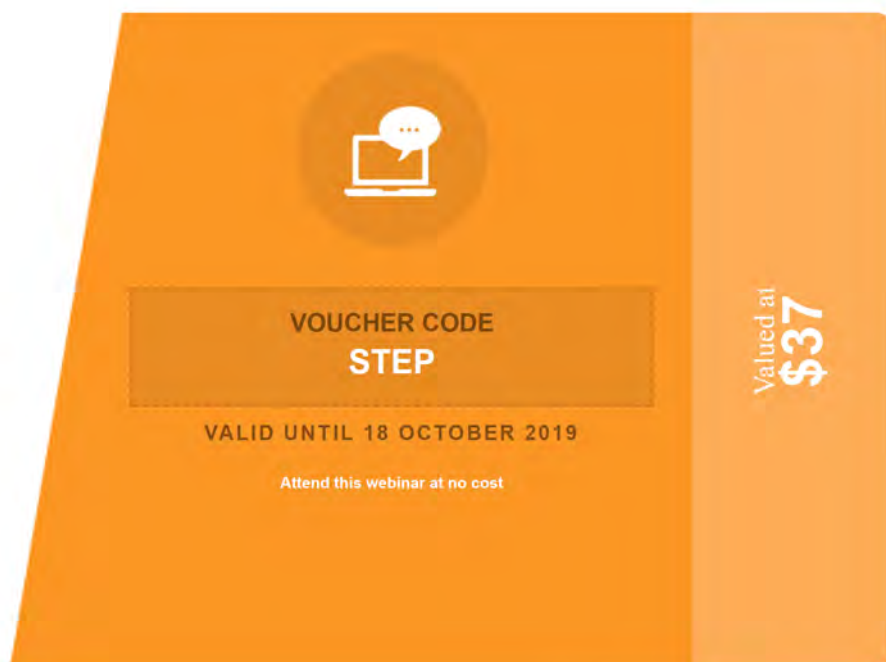 VOUCHER CODE
STEP
VALID UNTIL 18 OCTOBER 2019
Attend this webinar at no cost
Valued at
$37